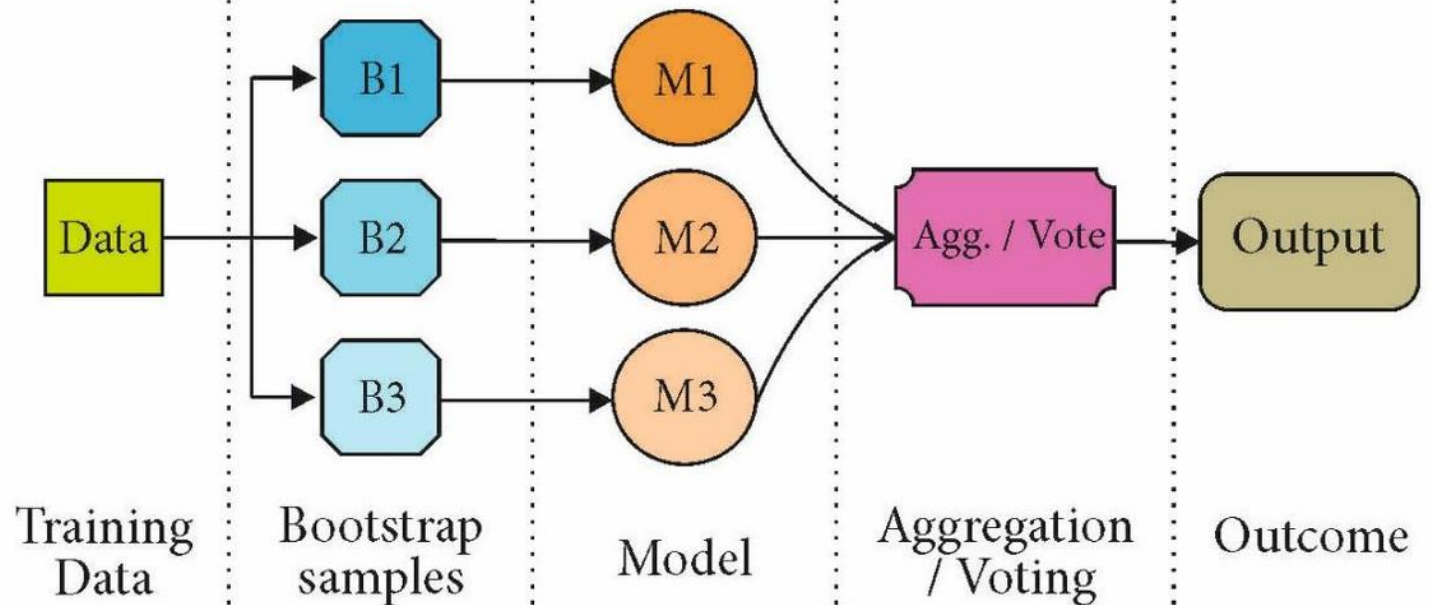 B1
M1
Data
B2
M2
Agg. / Vote
Output
B3
M3
Training
Data
Bootstrap
samples
Model
Aggregation
/ Voting
Outcome